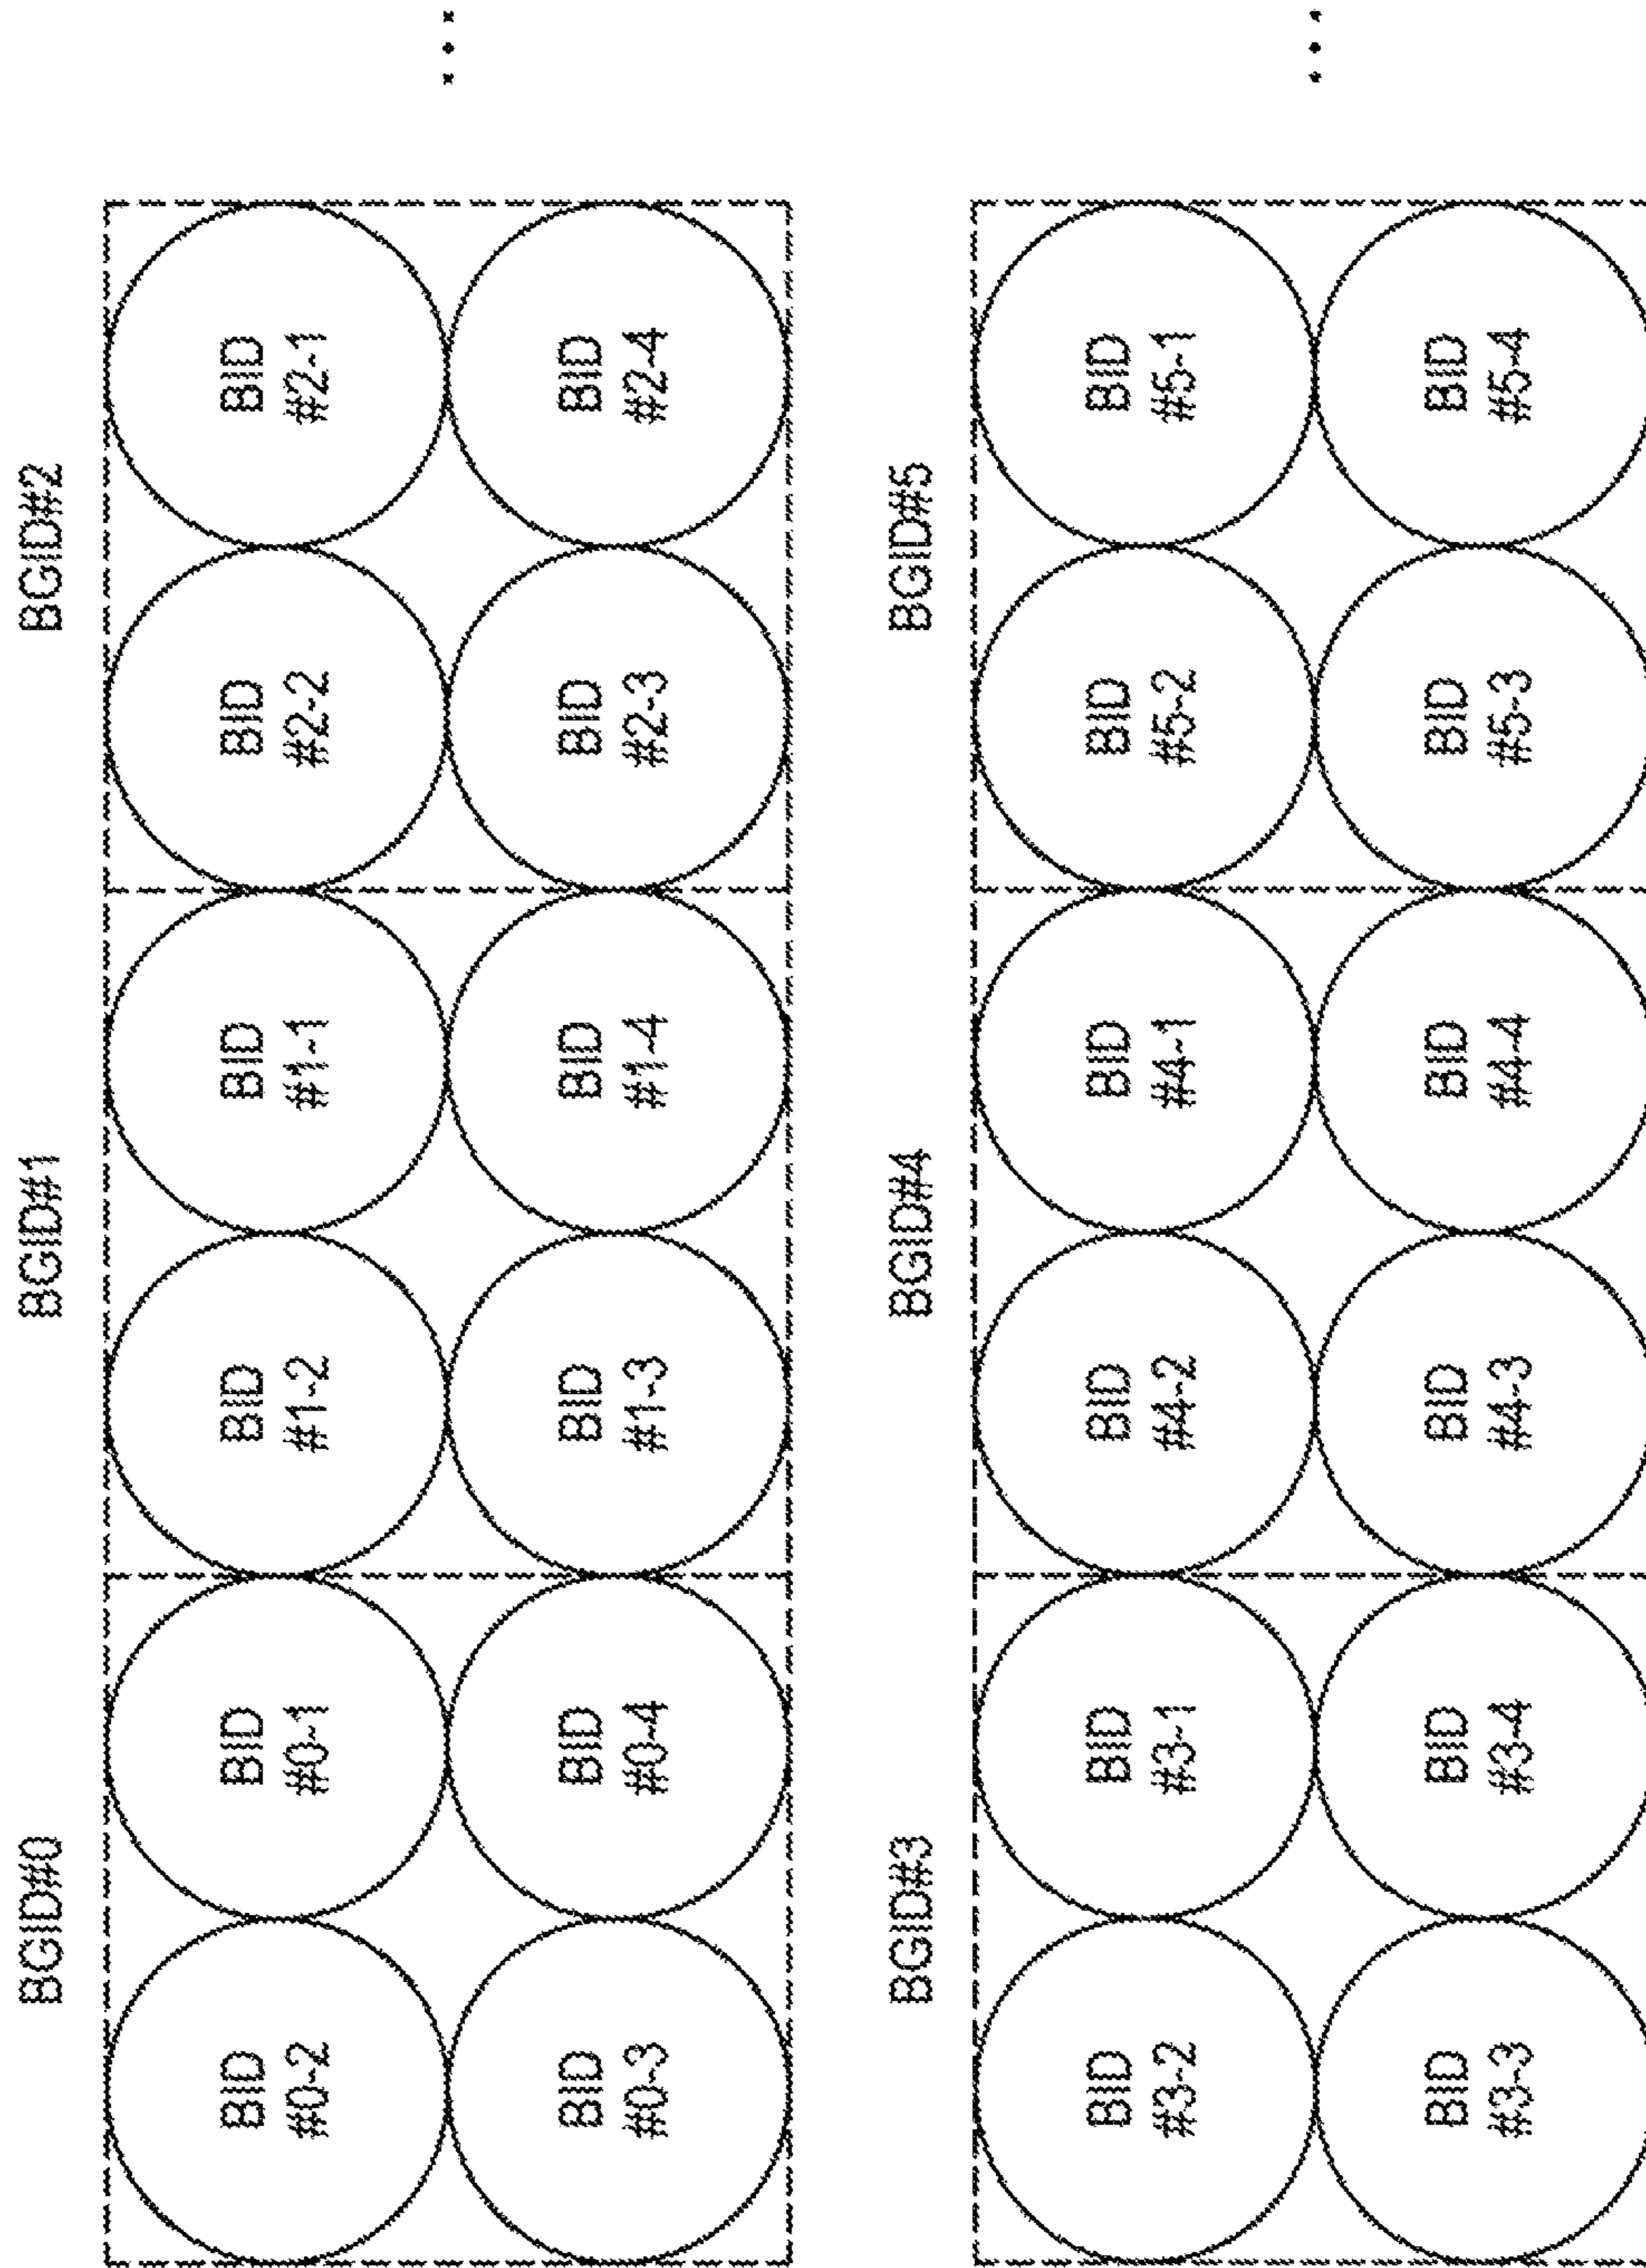 BGID#0
BGID#1
BGID#2
BID
#0-2
BID
#0-1
BID
#1-2
BID
#1-1
BID
#2-2
BID
#2-1
BID
#0-3
BID
#0-4
BID
#1-3
BID
#1-4
BID
#2-3
BID
#2-4
...
BGID#3
BGID#4
BGID#5
BID
#3-2
BID
#3-1
BID
#4-2
BID
#4-1
BID
#5-2
BID
#5-1
BID
#3-3
BID
#3-4
BID
#4-3
BID
#4-4
BID
#5-3
BID
#5-4
...